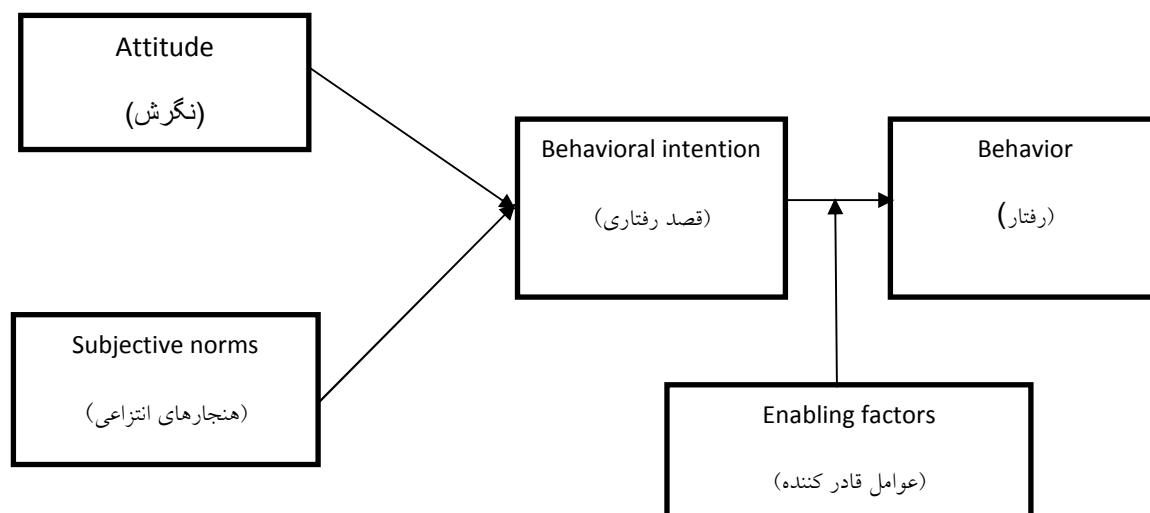 Attitude
(نگرش)
Behavioral intention
(قصد رفتاری)
Behavior
(رفتار)
Subjective norms
(هنجارهای انتزاعی)
Enabling factors
(عوامل قادر کننده)